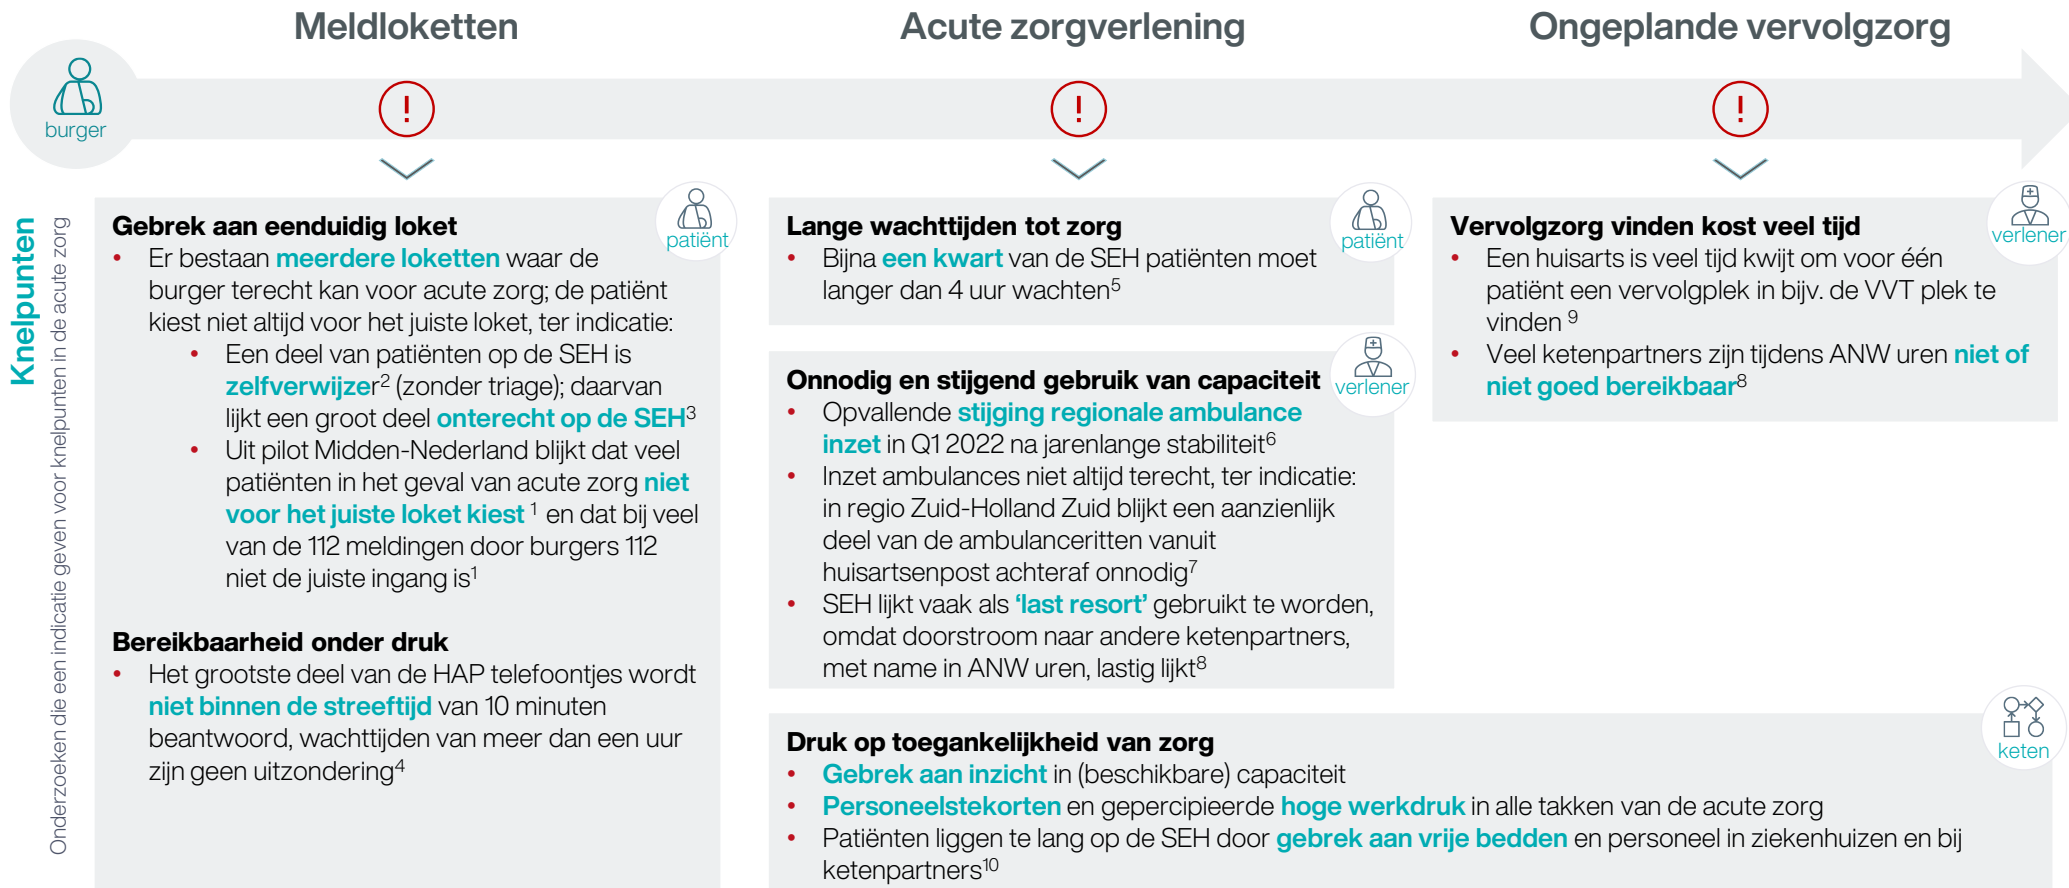 Meldloketten
Acute zorgverlening
Ongeplande vervolgzorg
burger
!
!
!
Knelpunten
Onderzoeken die een indicatie geven voor knelpunten in de acute zorg
patiënt
Gebrek aan eenduidig loket
• Er bestaan meerdere loketten waar de
burger terecht kan voor acute zorg; de patiënt
kiest niet altijd voor het juiste loket, ter indicatie:
• Een deel van patiënten op de SEH is
zelfverwijzer² (zonder triage); daarvan
lijkt een groot deel onterecht op de SEH³
• Uit pilot Midden-Nederland blijkt dat veel
patiënten in het geval van acute zorg niet
voor het juiste loket kiest ¹ en dat bij veel
van de 112 meldingen door burgers 112
niet de juiste ingang is¹
Bereikbaarheid onder druk
• Het grootste deel van de HAP telefoontjes wordt
niet binnen de streeftijd van 10 minuten
beantwoord, wachttijden van meer dan een uur
zijn geen uitzondering⁴
patiënt
Lange wachttijden tot zorg
• Bijna een kwart van de SEH patiënten moet
langer dan 4 uur wachten⁵
verlener
Onnodig en stijgend gebruik van capaciteit
• Opvallende stijging regionale ambulance
inzet in Q1 2022 na jarenlange stabiliteit⁶
• Inzet ambulances niet altijd terecht, ter indicatie:
in regio Zuid-Holland Zuid blijkt een aanzienlijk
deel van de ambulanceritten vanuit
huisartsenpost achteraf onnodig⁷
• SEH lijkt vaak als ‘last resort’ gebruikt te worden,
omdat doorstroom naar andere ketenpartners,
met name in ANW uren, lastig lijkt⁸
verlener
Vervolgzorg vinden kost veel tijd
• Een huisarts is veel tijd kwijt om voor één
patiënt een vervolgplek in bijv. de VVT plek te
vinden ⁹
• Veel ketenpartners zijn tijdens ANW uren niet of
niet goed bereikbaar⁸
keten
Druk op toegankelijkheid van zorg
• Gebrek aan inzicht in (beschikbare) capaciteit
• Personeelstekorten en gepercipieerde hoge werkdruk in alle takken van de acute zorg
• Patiënten liggen te lang op de SEH door gebrek aan vrije bedden en personeel in ziekenhuizen en bij
ketenpartners¹⁰